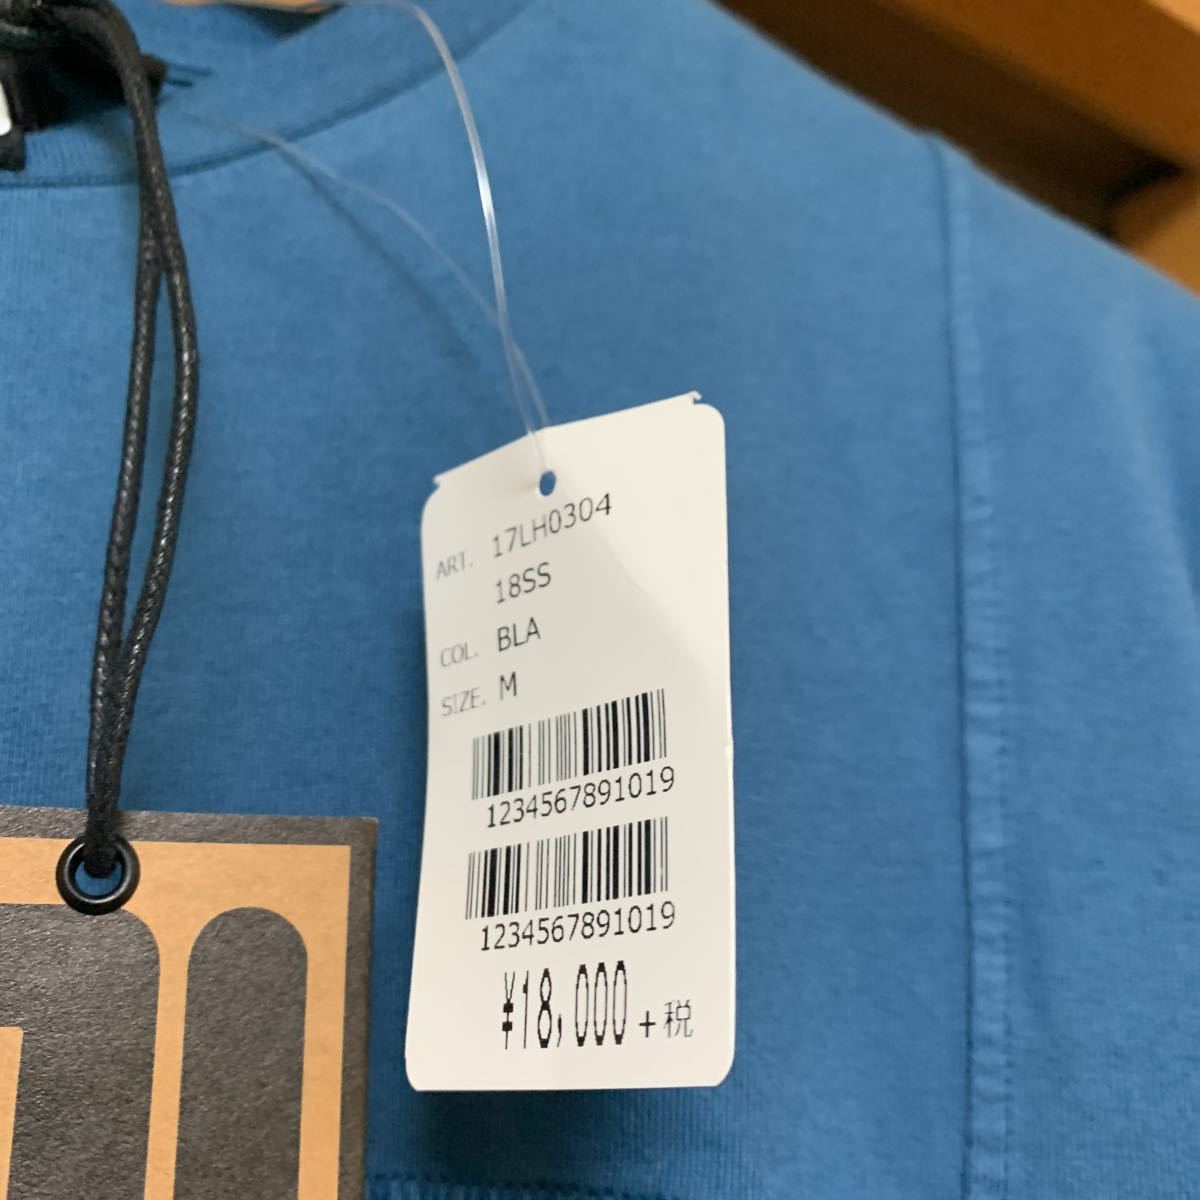 ART. 17LH0304
18SS
COL. BLA
SIZE. M
1234567891019
1234567891019
¥18,000 +税